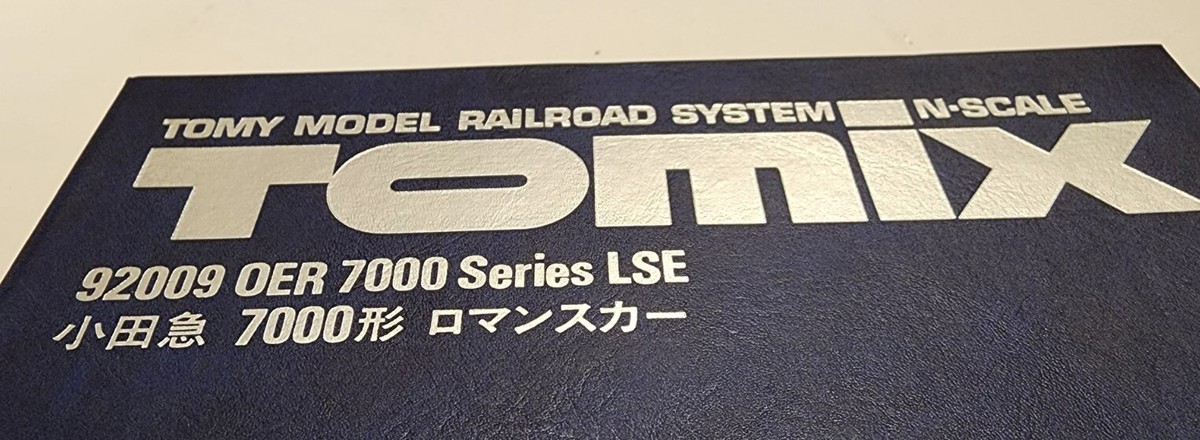 TOMY MODEL RAILROAD SYSTEM N-SCALE
TOMIX
92009 OER 7000 Series LSE
小田急 7000形 ロマンスカー